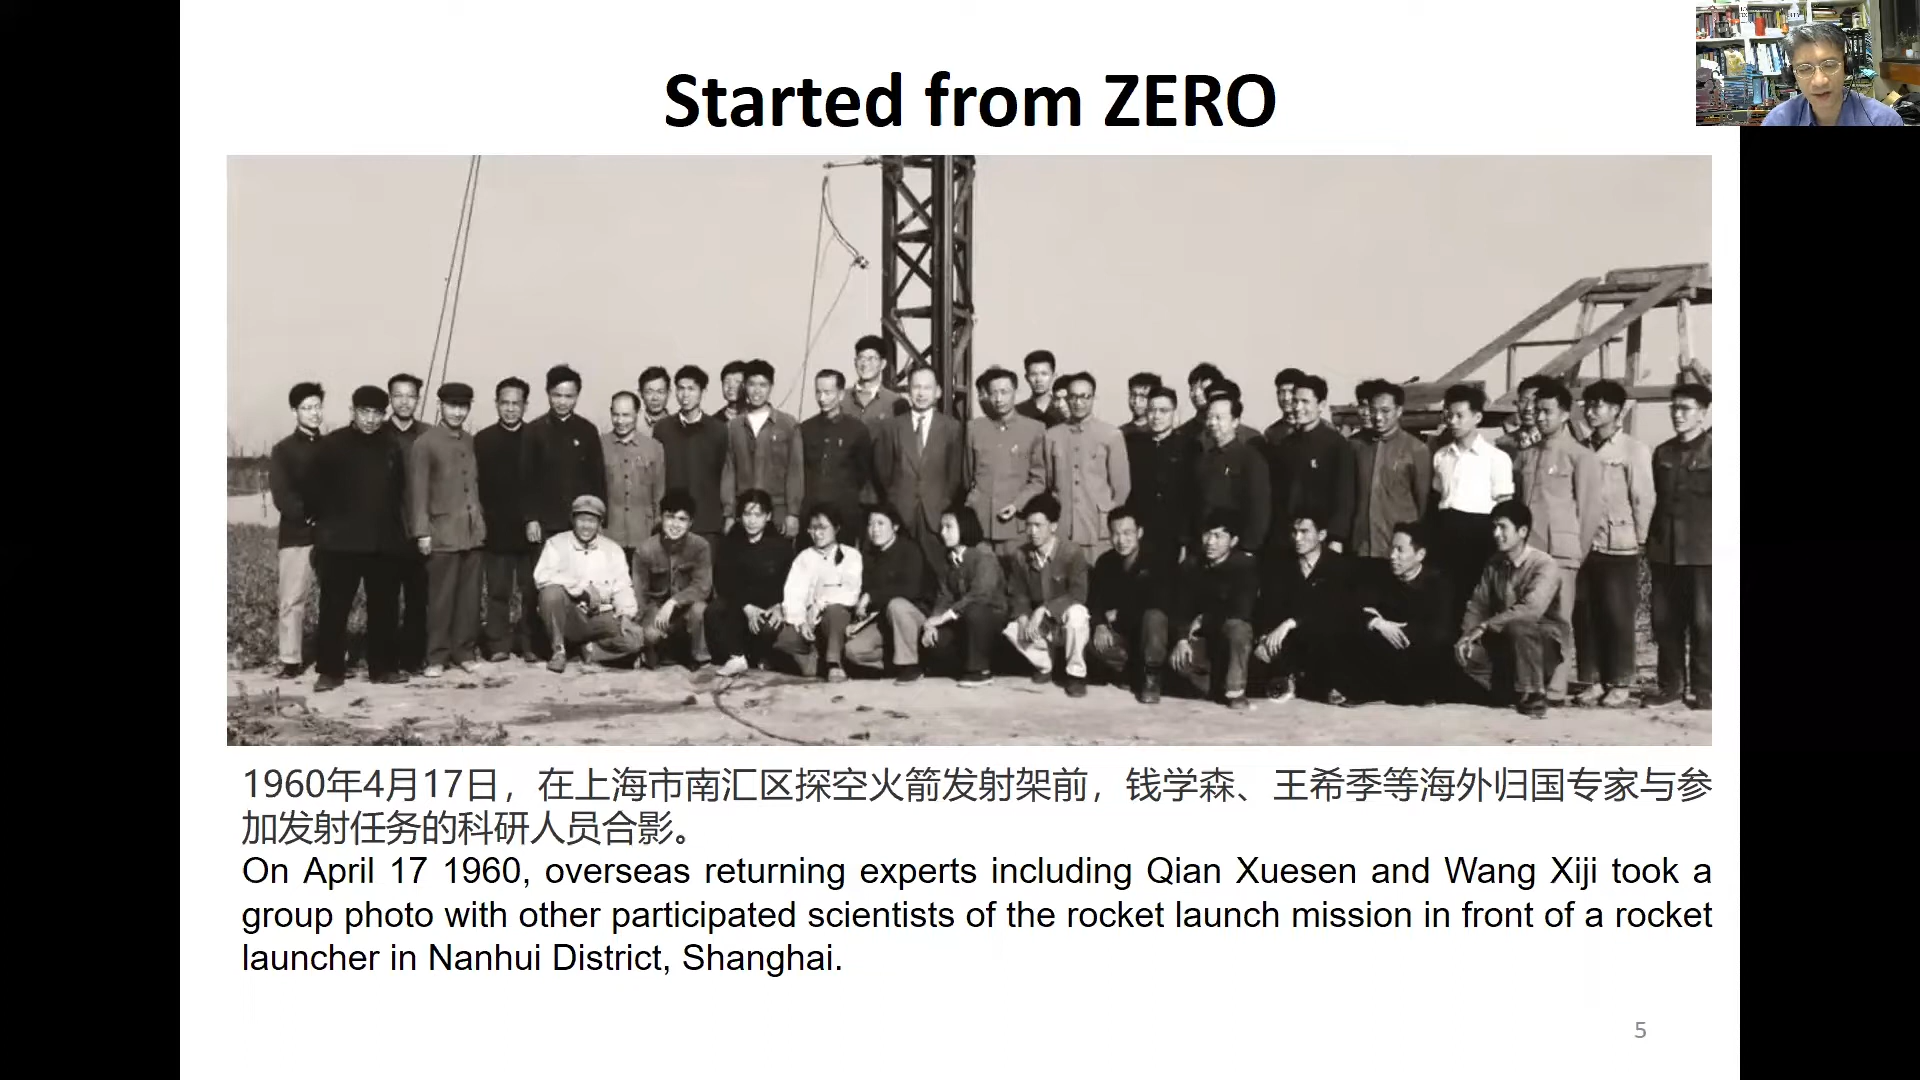 Started from ZERO
1960年4月17日，在上海市南汇区探空火箭发射架前，钱学森、王希季等海外归国专家与参
加发射任务的科研人员合影。
On April 17 1960, overseas returning experts including Qian Xuesen and Wang Xiji took a
group photo with other participated scientists of the rocket launch mission in front of a rocket
launcher in Nanhui District, Shanghai.
5